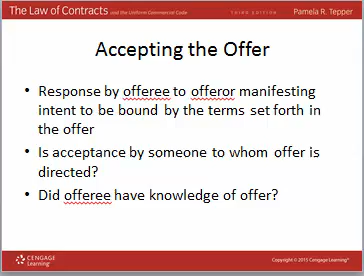 The Law of Contracts and the Uniform Commercial Code THIRD EDITION Pamela R. Tepper
Accepting the Offer
• Response by offeree to offeror manifesting
intent to be bound by the terms set forth in
the offer
• Is acceptance by someone to whom offer is
directed?
• Did offeree have knowledge of offer?
CENGAGE
Learning™
Copyright © 2015 Cengage Learning®